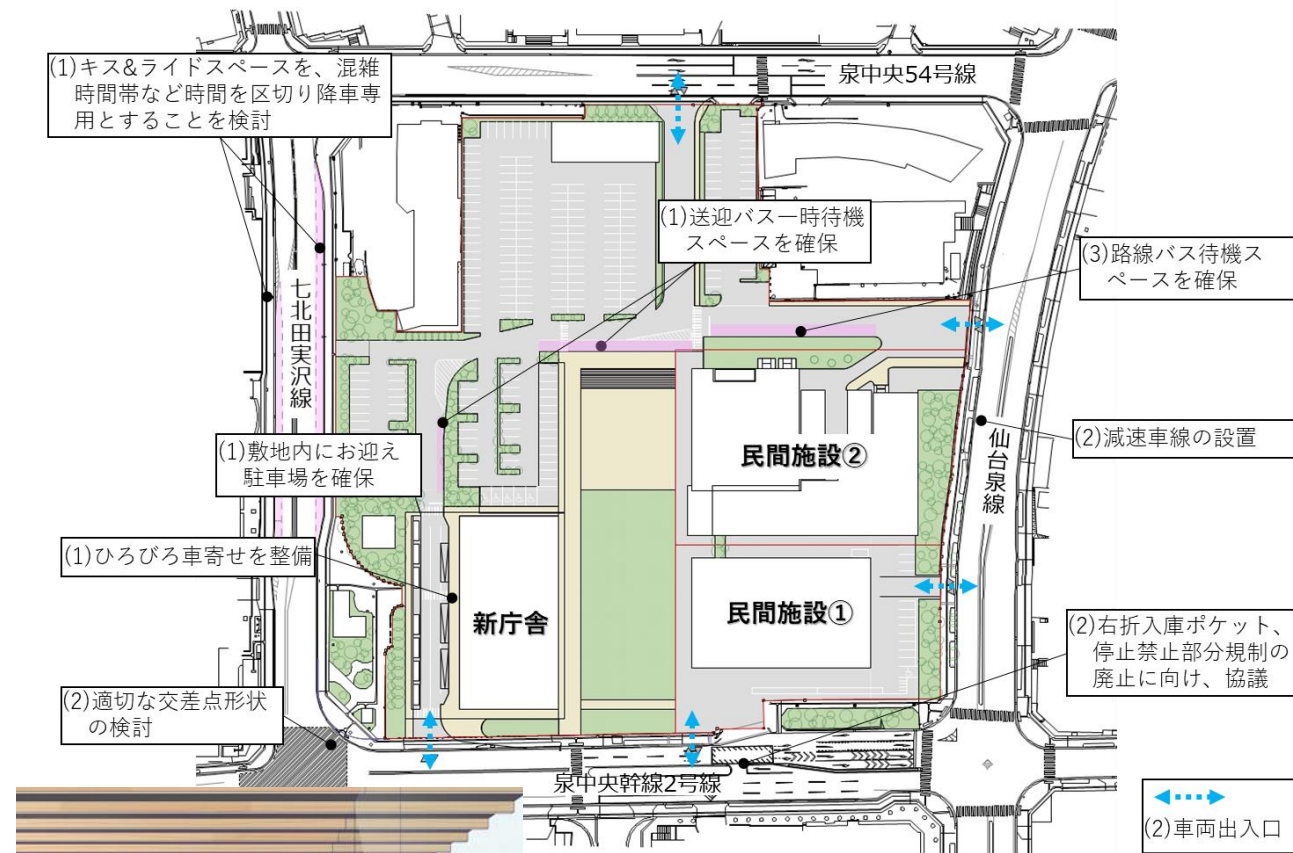 (1)キス&ライドスペースを、混雑
時間帯など時間を区切り降車専
用とすることを検討
泉中央54号線
(1)送迎バス一時待機
スペースを確保
(3)路線バス待機ス
ペースを確保
七北田実沢線
(1)敷地内にお迎え
駐車場を確保
民間施設②
仙台泉線
(2)減速車線の設置
(1)ひろびろ車寄せを整備
新庁舎
民間施設①
(2)右折入庫ポケット、
停止禁止部分規制の
廃止に向け、協議
(2)適切な交差点形状
の検討
泉中央幹線2号線
(2)車両出入口